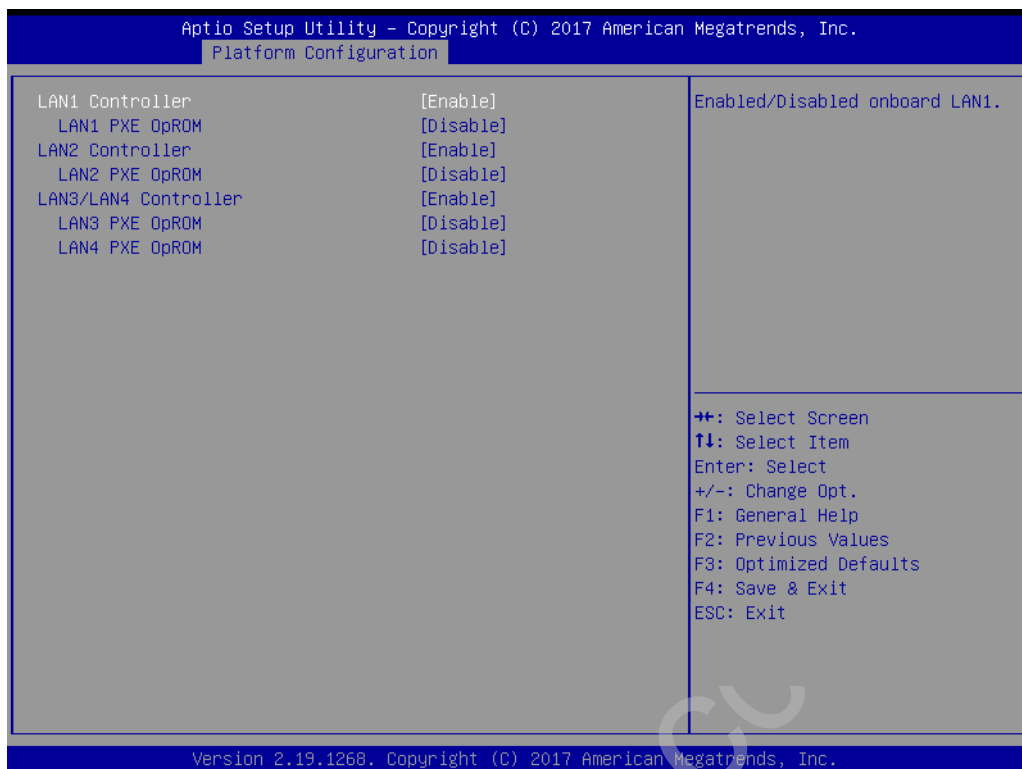 Aptio Setup Utility – Copyright (C) 2017 American Megatrends, Inc.
Platform Configuration
LAN1 Controller [Enable]
LAN1 PXE OpROM [Disable]
LAN2 Controller [Enable]
LAN2 PXE OpROM [Disable]
LAN3/LAN4 Controller [Enable]
LAN3 PXE OpROM [Disable]
LAN4 PXE OpROM [Disable]
Enabled/Disabled onboard LAN1.
→←: Select Screen
↑↓: Select Item
Enter: Select
+/-: Change Opt.
F1: General Help
F2: Previous Values
F3: Optimized Defaults
F4: Save & Exit
ESC: Exit
Version 2.19.1268. Copyright (C) 2017 American Megatrends, Inc.